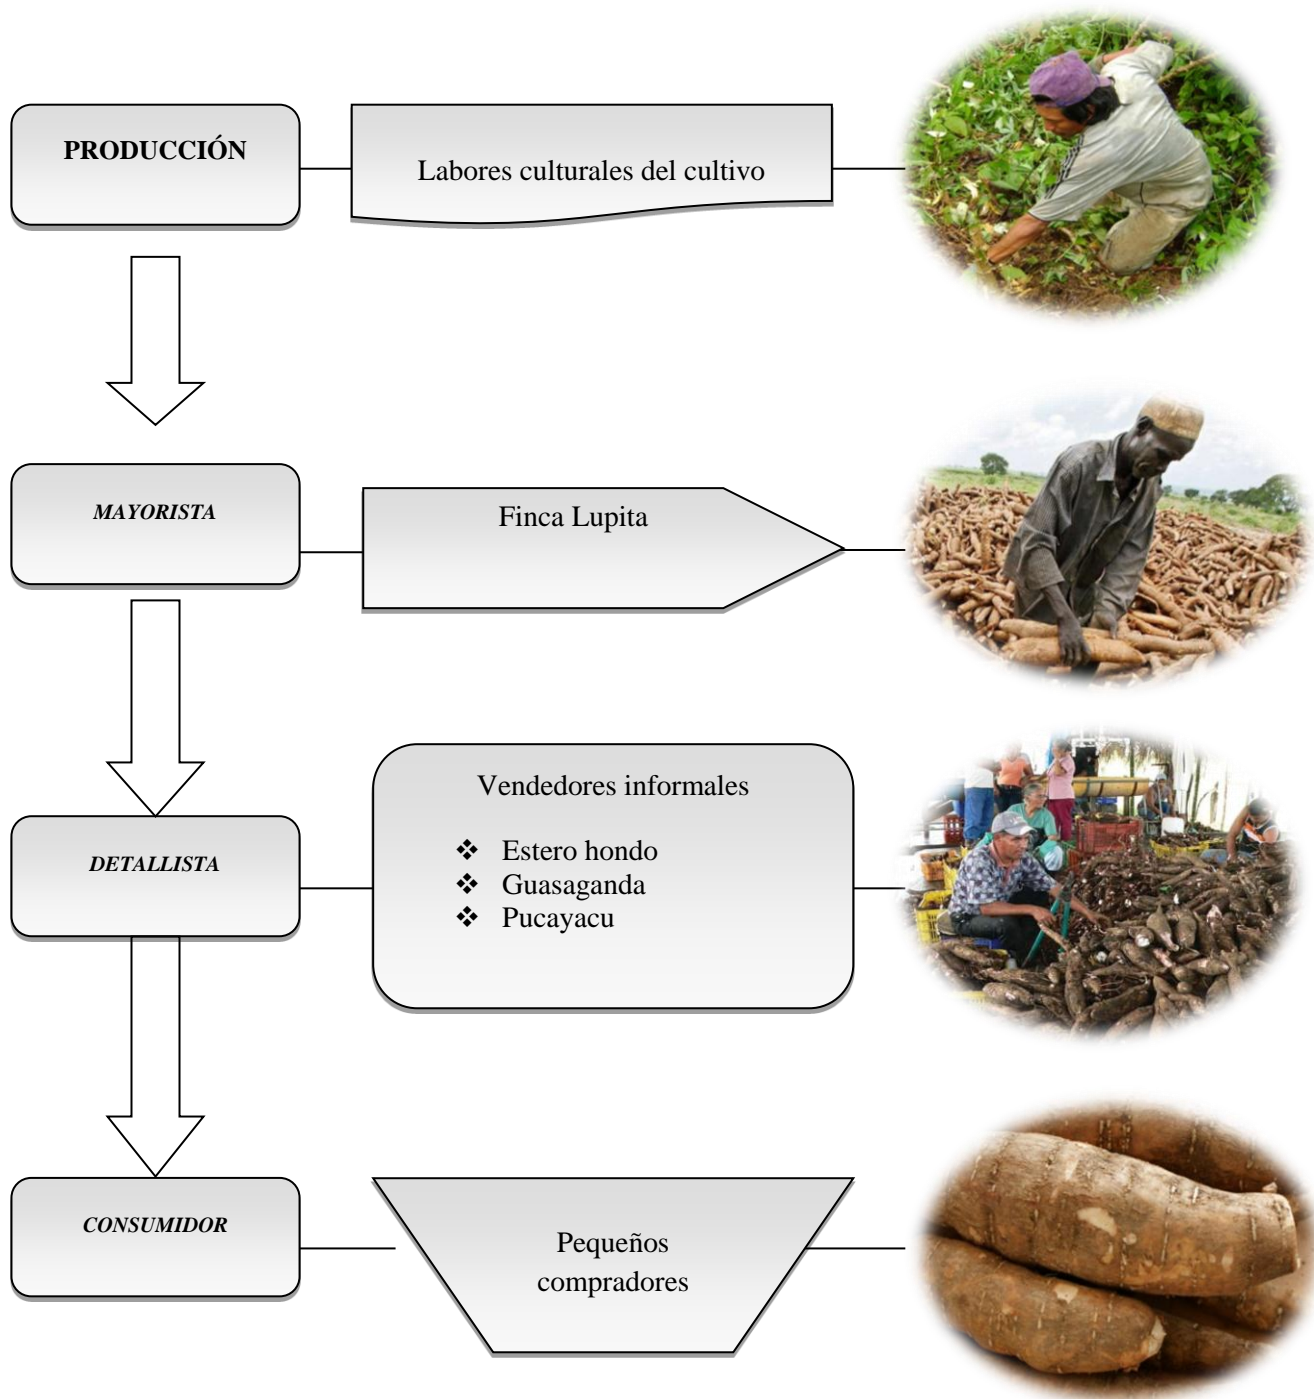 PRODUCCIÓN
Labores culturales del cultivo
MAYORISTA
Finca Lupita
DETALLISTA
Vendedores informales
❖ Estero hondo
❖ Guasaganda
❖ Pucayacu
CONSUMIDOR
Pequeños
compradores